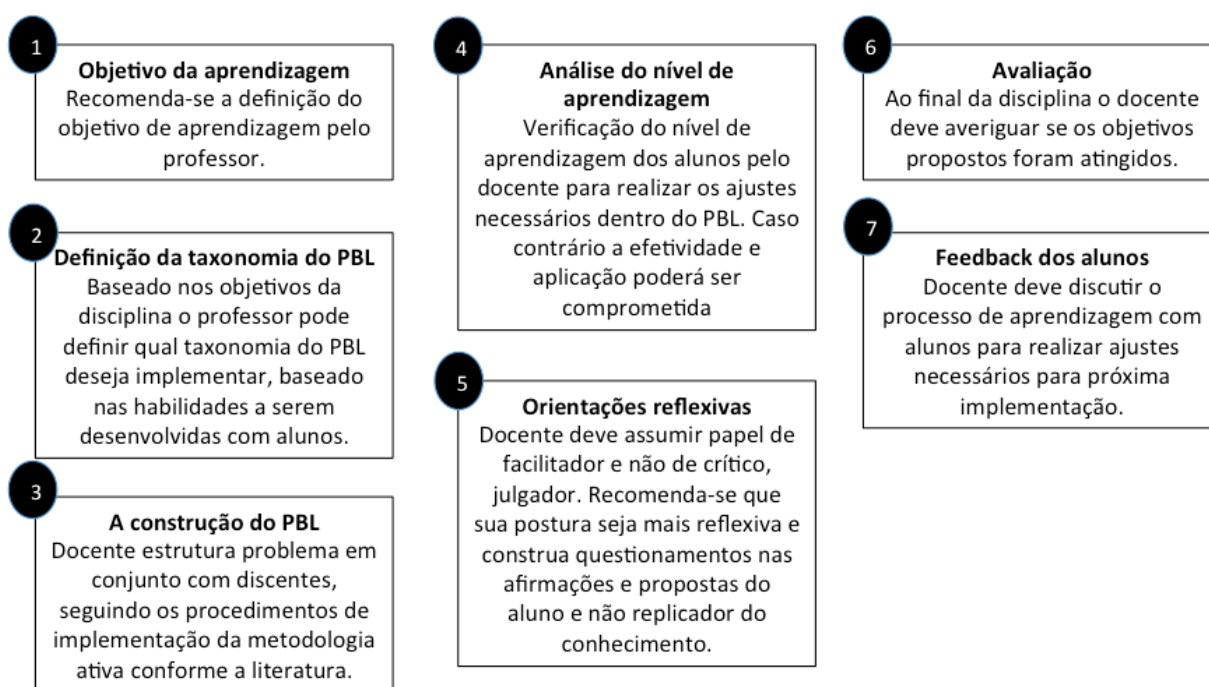 1
Objetivo da aprendizagem
Recomenda-se a definição do
objetivo de aprendizagem pelo
professor.
2
Definição da taxonomia do PBL
Baseado nos objetivos da
disciplina o professor pode
definir qual taxonomia do PBL
deseja implementar, baseado
nas habilidades a serem
desenvolvidas com alunos.
3
A construção do PBL
Docente estrutura problema em
conjunto com discentes,
seguindo os procedimentos de
implementação da metodologia
ativa conforme a literatura.
4
Análise do nível de
aprendizagem
Verificação do nível de
aprendizagem dos alunos pelo
docente para realizar os ajustes
necessários dentro do PBL. Caso
contrário a efetividade e
aplicação poderá ser
comprometida
5
Orientações reflexivas
Docente deve assumir papel de
facilitador e não de crítico,
julgador. Recomenda-se que
sua postura seja mais reflexiva e
construa questionamentos nas
afirmações e propostas do
aluno e não replicador do
conhecimento.
6
Avaliação
Ao final da disciplina o docente
deve averiguar se os objetivos
propostos foram atingidos.
7
Feedback dos alunos
Docente deve discutir o
processo de aprendizagem com
alunos para realizar ajustes
necessários para próxima
implementação.